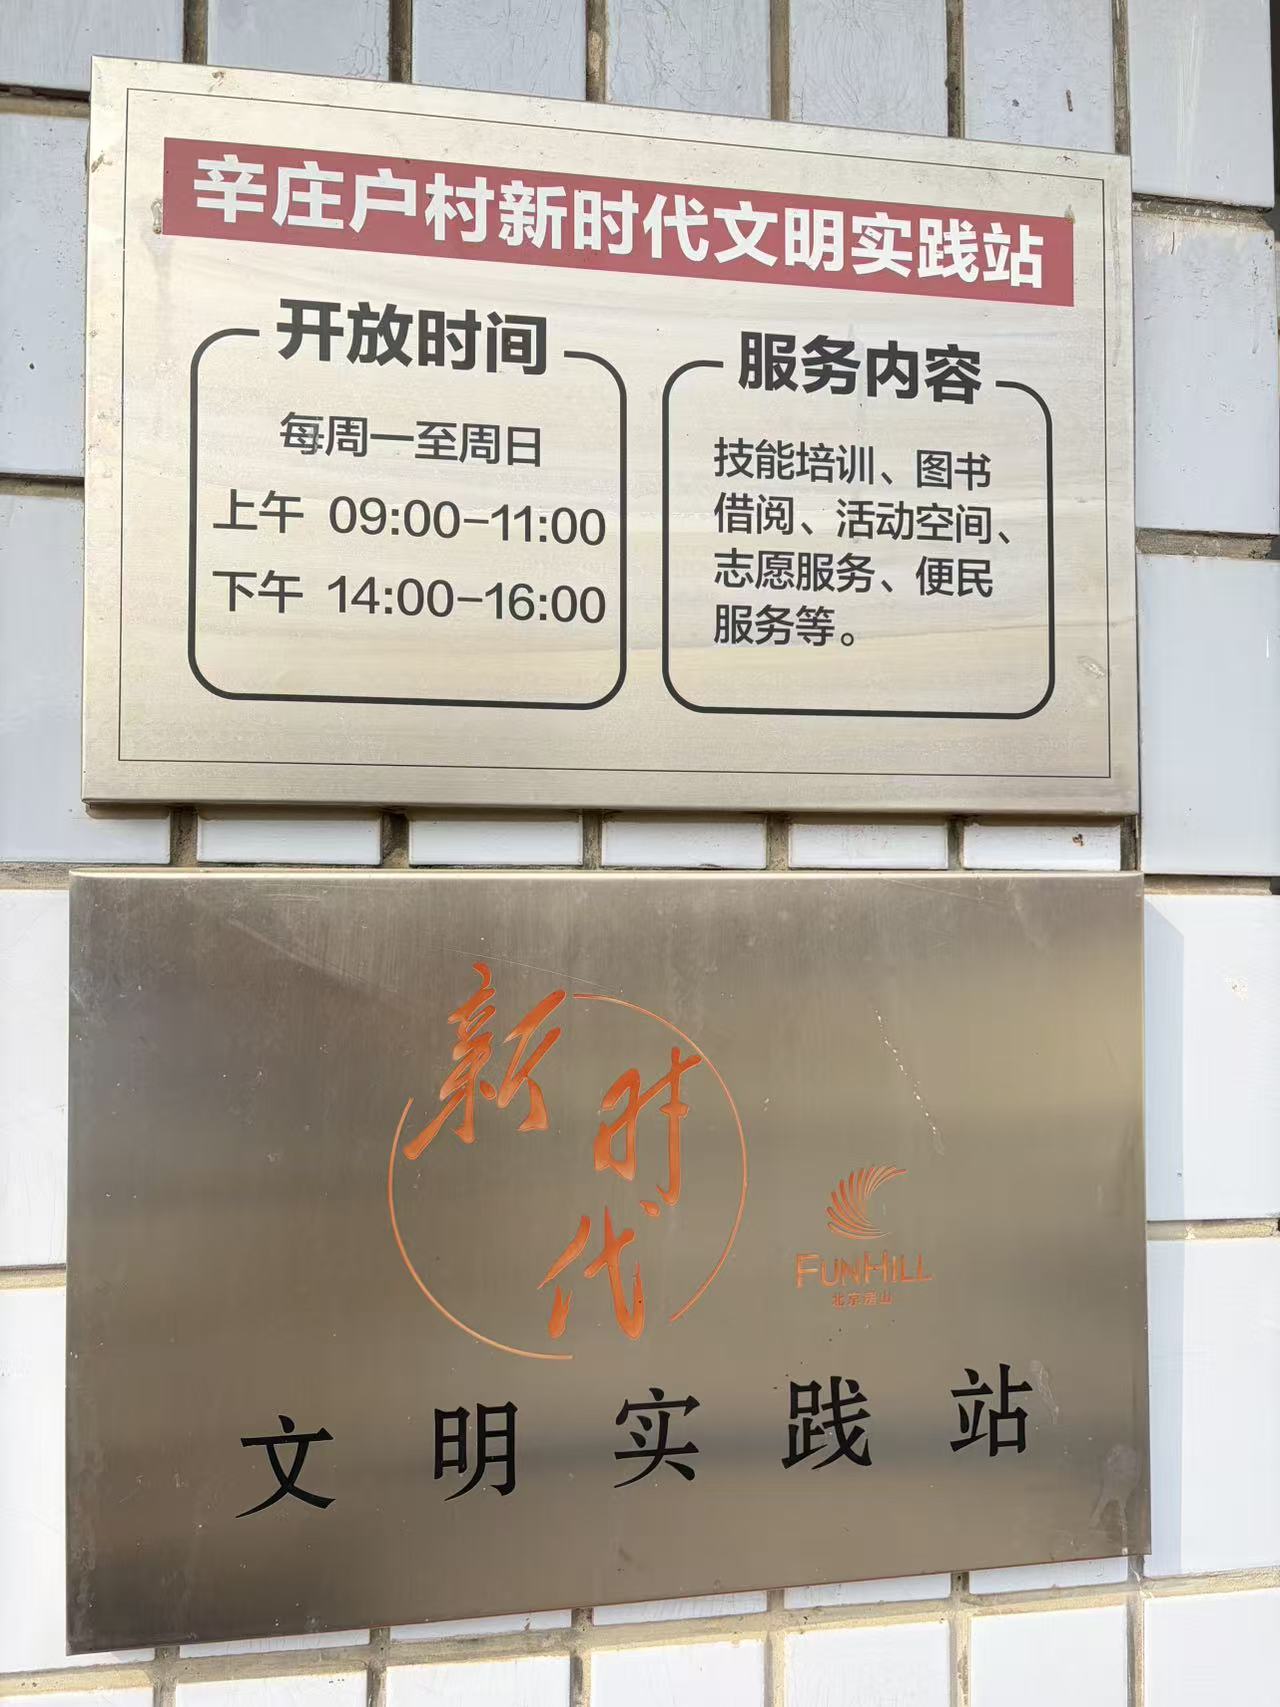 辛庄户村新时代文明实践站
开放时间
每周一至周日
上午 09:00-11:00
下午 14:00-16:00
服务内容
技能培训、图书
借阅、活动空间、
志愿服务、便民
服务等。
新时代
FUNHILL
北京房山
文明实践站